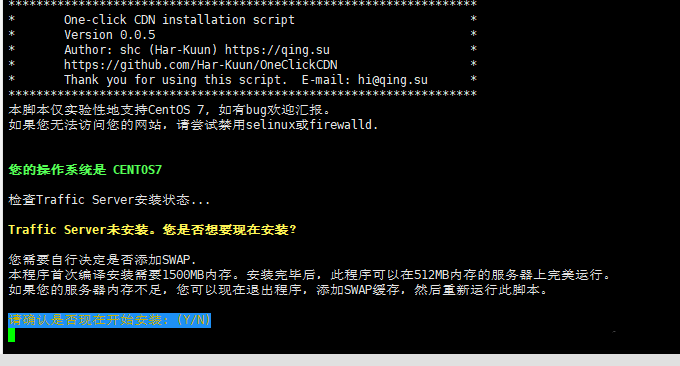 ****************************************************************
*      One-click CDN installation script                       *
*      Version 0.0.5                                           *
*      Author: shc (Har-Kuun) https://qing.su                  *
*      https://github.com/Har-Kuun/OneClickCDN                 *
*      Thank you for using this script.  E-mail: hi@qing.su    *
****************************************************************
本脚本仅实验性地支持CentOS 7, 如有bug欢迎汇报。
如果您无法访问您的网站, 请尝试禁用selinux或firewalld.
您的操作系统是 CENTOS7
检查Traffic Server安装状态...
Traffic Server未安装。您是否想要现在安装?
您需要自行决定是否添加SWAP.
本程序首次编译安装需要1500MB内存。安装完毕后, 此程序可以在512MB内存的服务器上完美运行。
如果您的服务器内存不足, 您可以现在退出程序, 添加SWAP缓存, 然后重新运行此脚本。
请确认是否现在开始安装: (Y/N)